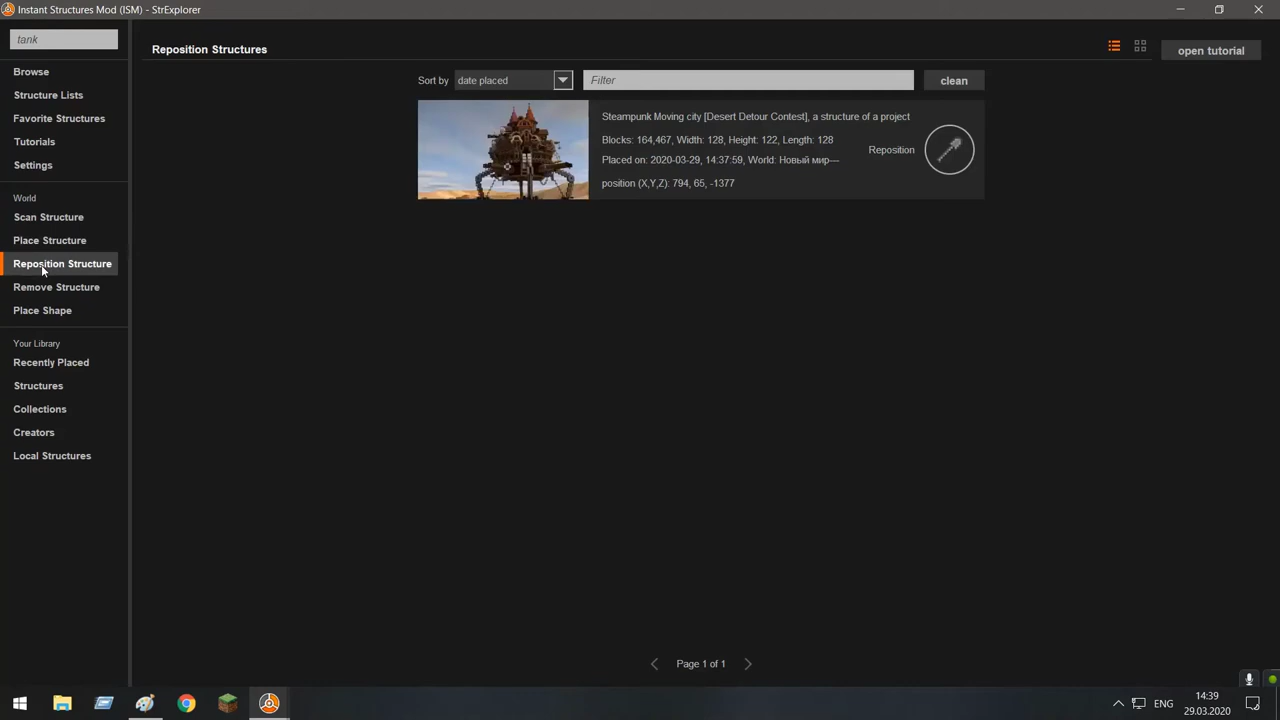 Instant Structures Mod (ISM) - StrExplorer
tank
Browse
Structure Lists
Favorite Structures
Tutorials
Settings
World
Scan Structure
Place Structure
Reposition Structure
Remove Structure
Place Shape
Your Library
Recently Placed
Structures
Collections
Creators
Local Structures
Reposition Structures
open tutorial
Sort by
date placed
Filter
clean
Steampunk Moving city [Desert Detour Contest], a structure of a project
Blocks: 164,467, Width: 128, Height: 122, Length: 128
Placed on: 2020-03-29, 14:37:59, World: Новый мир---
position (X,Y,Z): 794, 65, -1377
Reposition
Page 1 of 1
ENG
14:39
29.03.2020